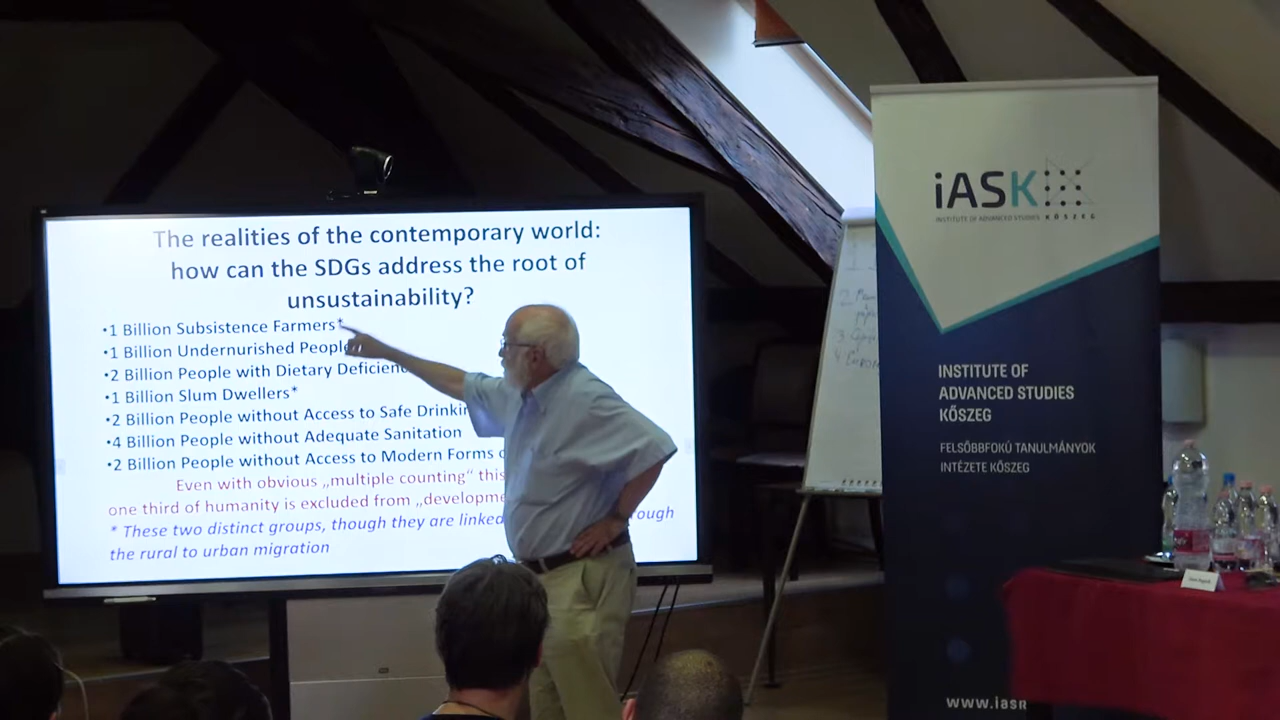 The realities of the contemporary world:
how can the SDGs address the root of
unsustainability?
•1 Billion Subsistence Farmers*
•1 Billion Undernurished People
•2 Billion People with Dietary
•1 Billion Slum Dwellers*
•2 Billion People without Access to Safe
•4 Billion People without Adequate Sanitation
•2 Billion People without Access to Modern Forms
Even with obvious „multiple counting“ this
one third of humanity is excluded from
* These two distinct groups, though they are linked
the rural to urban migration
iASK
INSTITUTE OF ADVANCED STUDIES KŐSZEG
INSTITUTE OF
ADVANCED STUDIES
KŐSZEG
FELSŐBBFOKÚ TANULMÁNYOK
INTÉZETE KŐSZEG